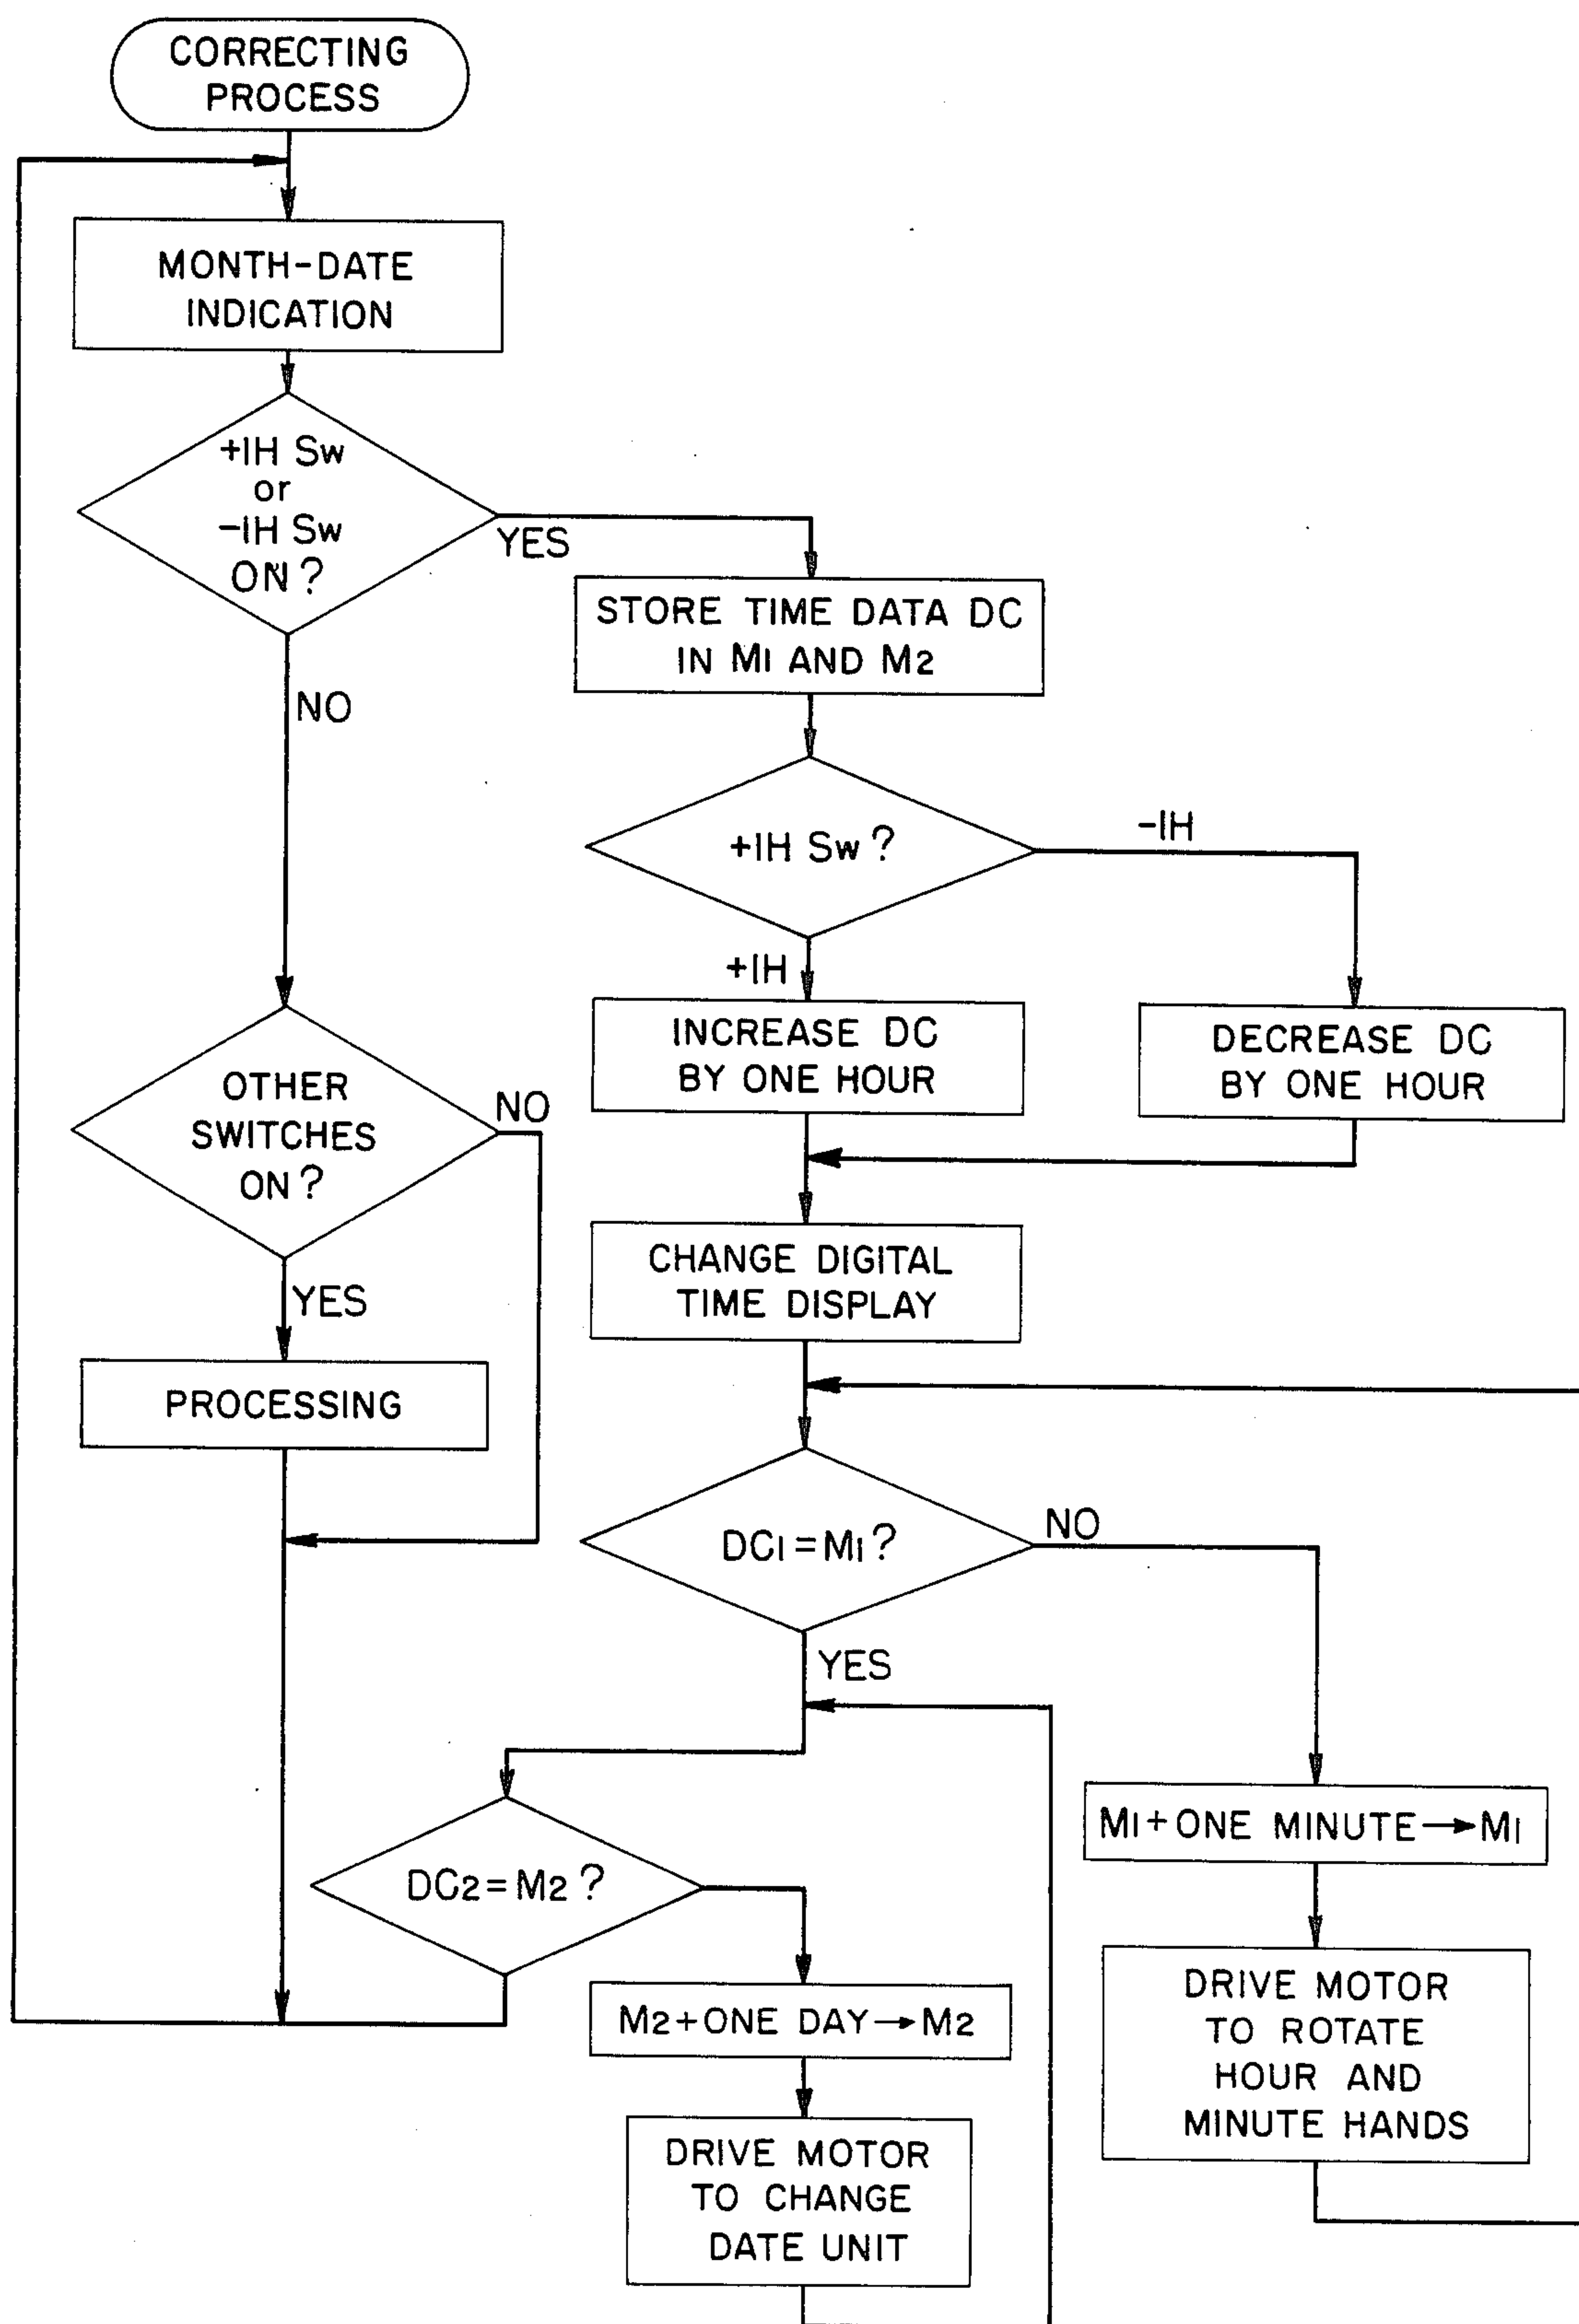 CORRECTING
PROCESS
MONTH-DATE
INDICATION
+1H SW
or
-1H SW
ON?
YES
NO
STORE TIME DATA DC
IN M1 AND M2
+1H SW?
-1H
+1H
INCREASE DC
BY ONE HOUR
DECREASE DC
BY ONE HOUR
OTHER
SWITCHES
ON?
NO
YES
CHANGE DIGITAL
TIME DISPLAY
PROCESSING
DC1=M1?
NO
YES
M1+ONE MINUTE→M1
DC2=M2?
M2+ONE DAY→M2
DRIVE MOTOR
TO ROTATE
HOUR AND
MINUTE HANDS
DRIVE MOTOR
TO CHANGE
DATE UNIT